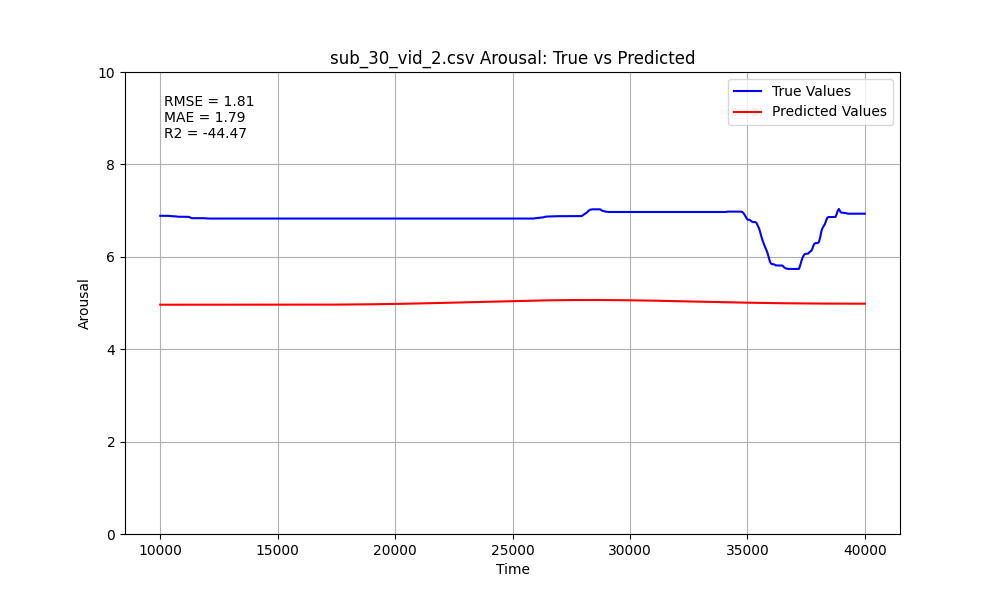 sub_30_vid_2.csv Arousal: True vs Predicted
RMSE = 1.81
MAE = 1.79
R2 = -44.47
True Values
Predicted Values
Arousal
10
8
6
4
2
0
10000 15000 20000 25000 30000 35000 40000
Time